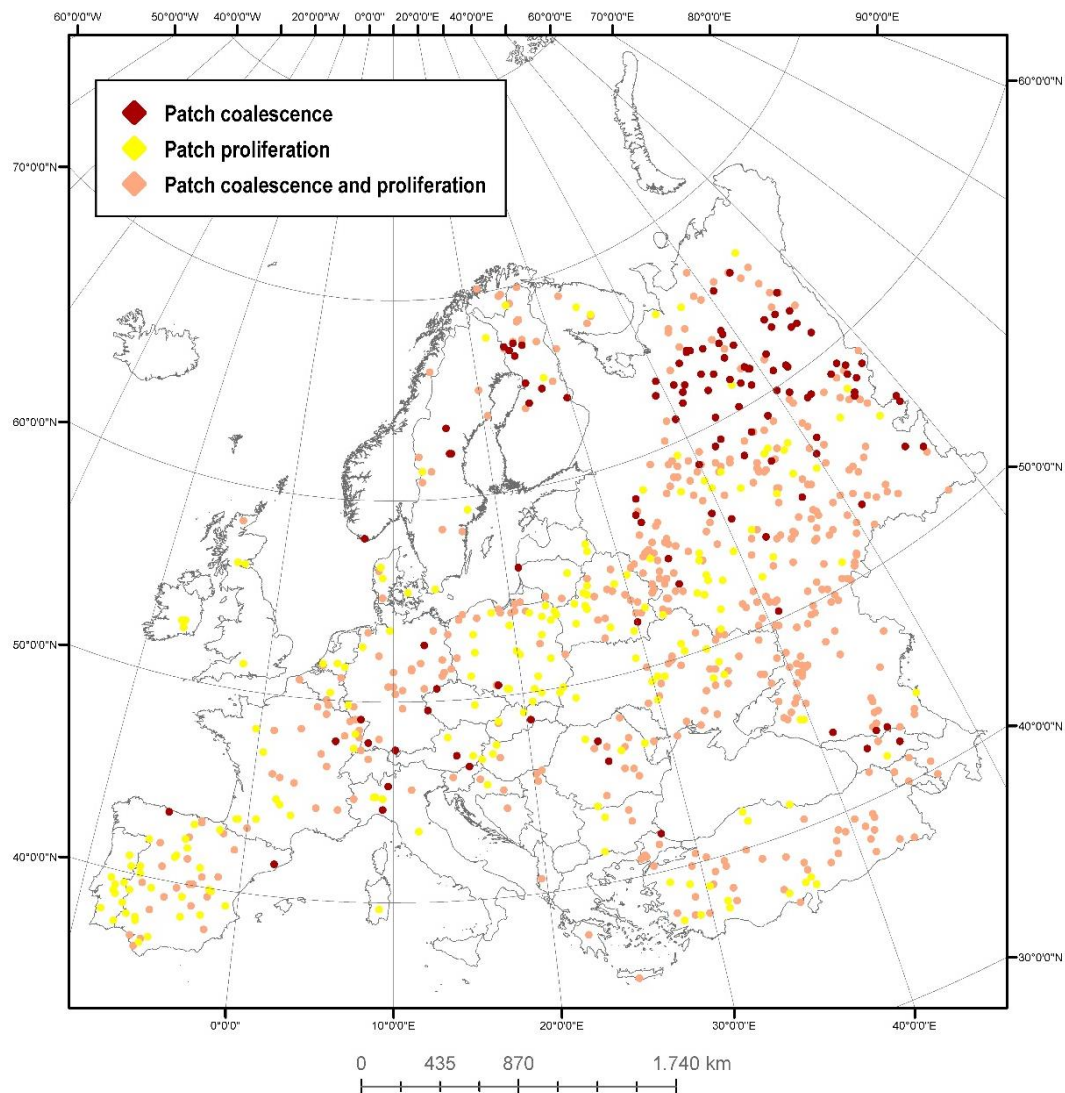 60°0'0"W 40°0'0"W 20°0'0"W 0°0'0" 20°0'0"E 40°0'0"E 60°0'0"E 70°0'0"E 80°0'0"E 90°0'0"E
60°0'0"N
Patch coalescence
Patch proliferation
Patch coalescence and proliferation
70°0'0"N
60°0'0"N
50°0'0"N
50°0'0"N
40°0'0"N
40°0'0"N
30°0'0"N
0°0'0" 10°0'0"E 20°0'0"E 30°0'0"E 40°0'0"E
0 435 870 1.740 km